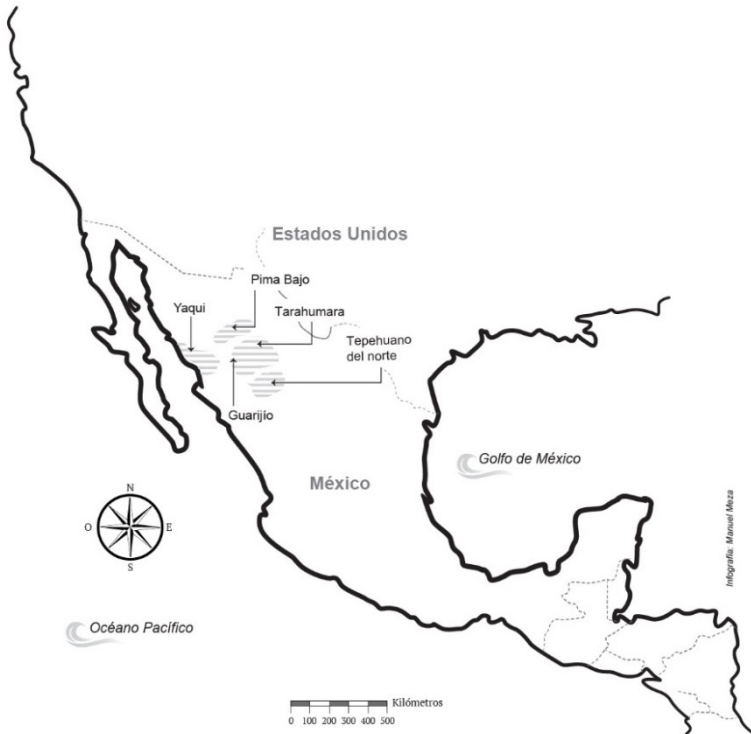 Estados Unidos
Pima Bajo
Yaqui
Tarahumara
Tepehuano
del norte
Guarijío
Golfo de México
México
N
O
E
S
Infografía: Manuel Meza
Océano Pacífico
Kilómetros
0 100 200 300 400 500